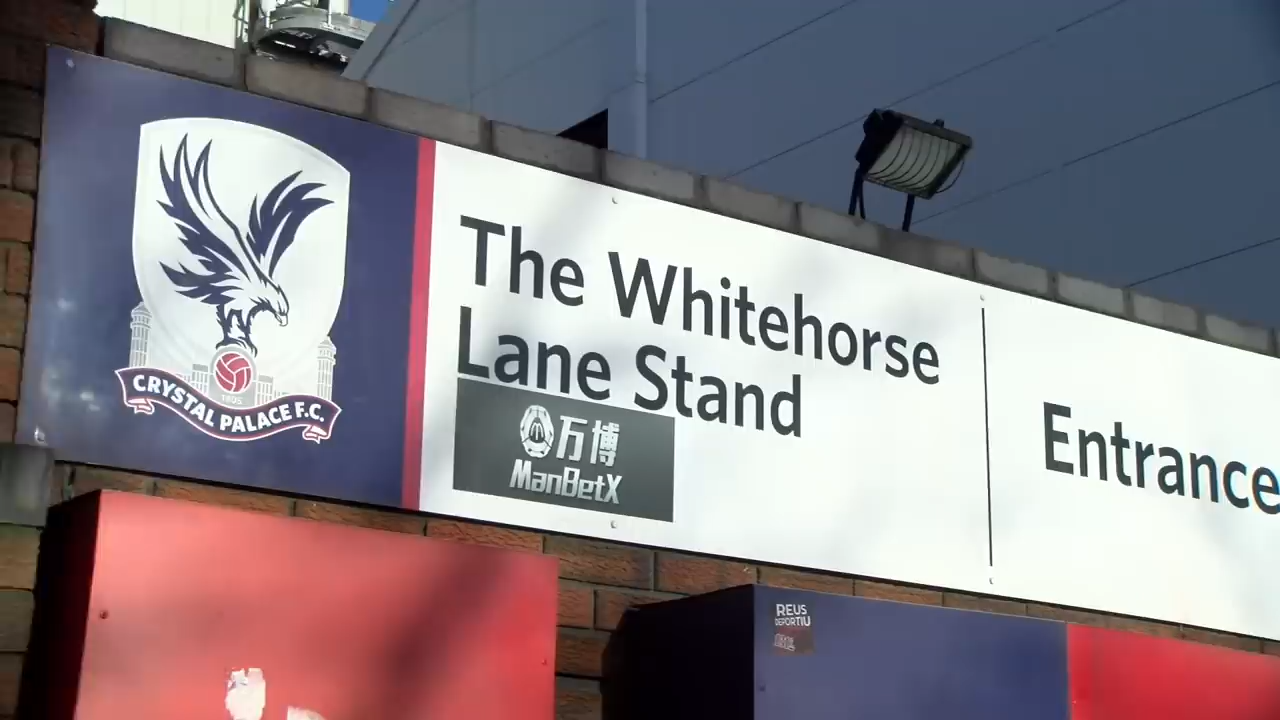 CRYSTAL PALACE F.C.
The Whitehorse
Lane Stand
万博
ManBetX
Entrance
REUS
DEPORTIU